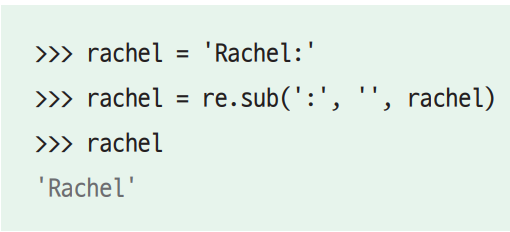 >>> rachel = 'Rachel:'
>>> rachel = re.sub(':', '', rachel)
>>> rachel
'Rachel'